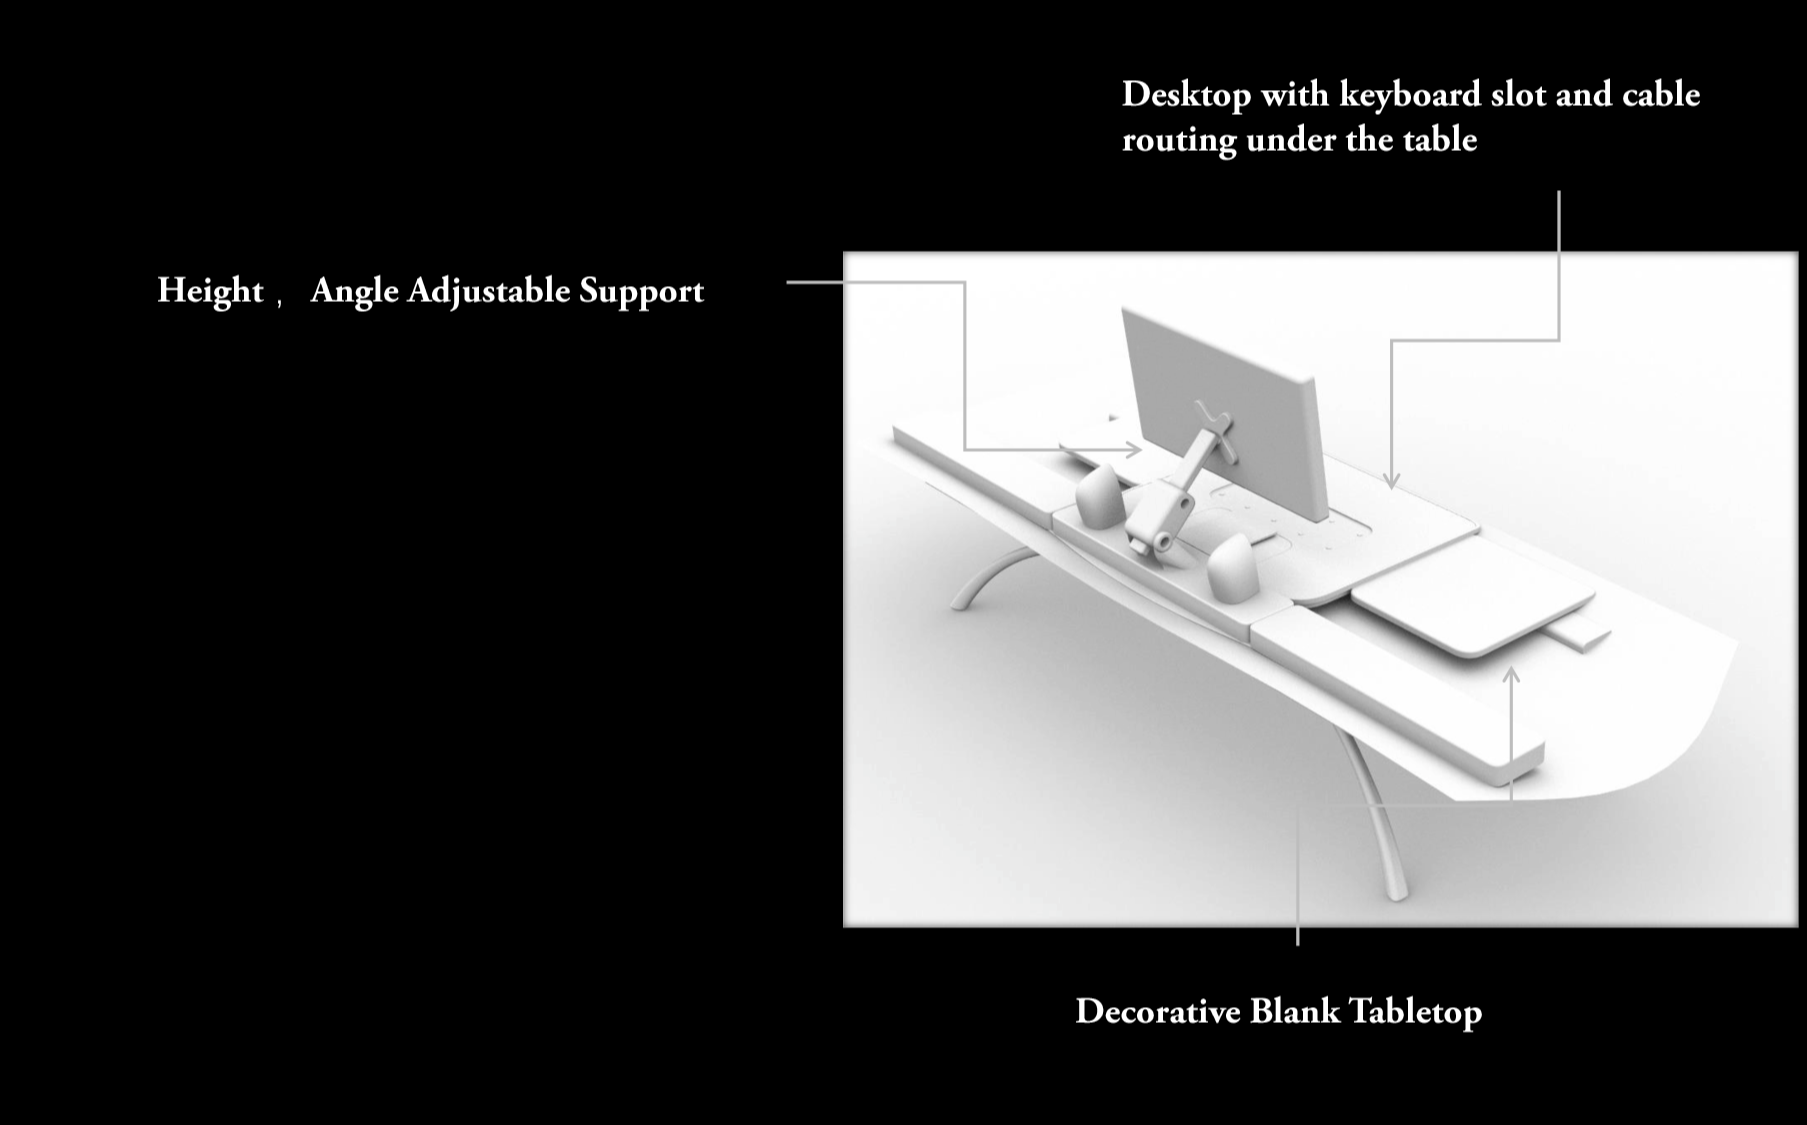 Desktop with keyboard slot and cable
routing under the table
Height， Angle Adjustable Support
Decorative Blank Tabletop